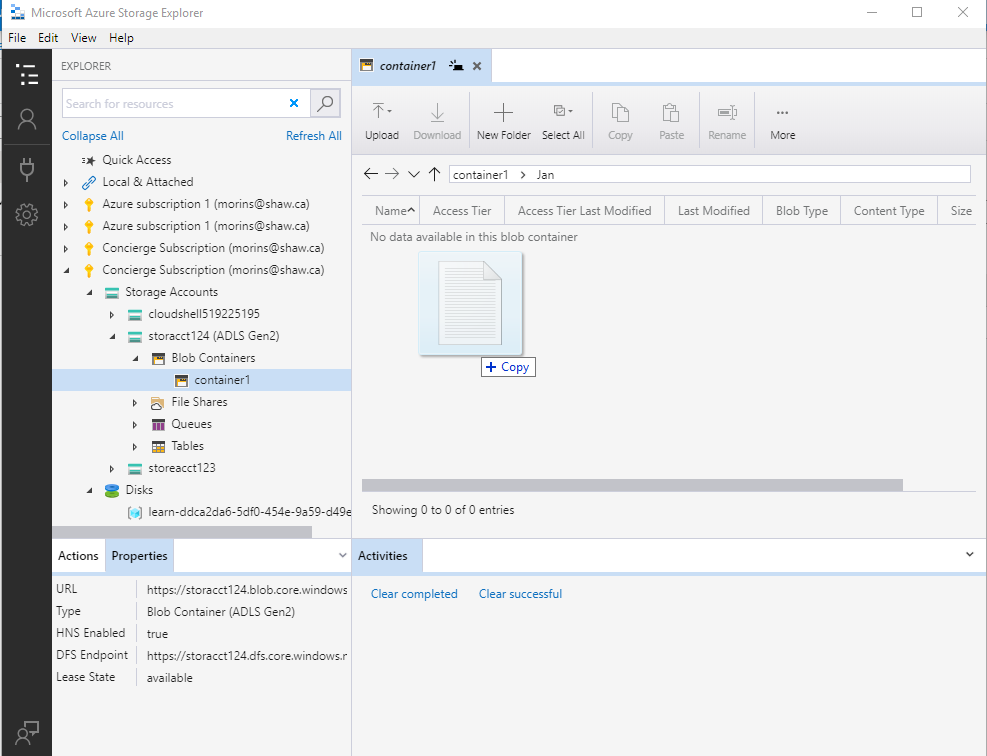 Microsoft Azure Storage Explorer
File Edit View Help
EXPLORER
Search for resources
Collapse All Refresh All
Quick Access
Local & Attached
Azure subscription 1 (morins@shaw.ca)
Azure subscription 1 (morins@shaw.ca)
Concierge Subscription (morins@shaw.ca)
Concierge Subscription (morins@shaw.ca)
Storage Accounts
cloudshell519225195
storacct124 (ADLS Gen2)
Blob Containers
container1
File Shares
Queues
Tables
storeacct123
Disks
learn-ddca2da6-5df0-454e-9a59-d49e
Actions Properties
URL https://storacct124.blob.core.windows
Type Blob Container (ADLS Gen2)
HNS Enabled true
DFS Endpoint https://storacct124.dfs.core.windows.r
Lease State available
container1
Upload Download New Folder Select All Copy Paste Rename More
container1 > Jan
Name Access Tier Access Tier Last Modified Last Modified Blob Type Content Type Size
No data available in this blob container
+ Copy
Showing 0 to 0 of 0 entries
Activities
Clear completed Clear successful